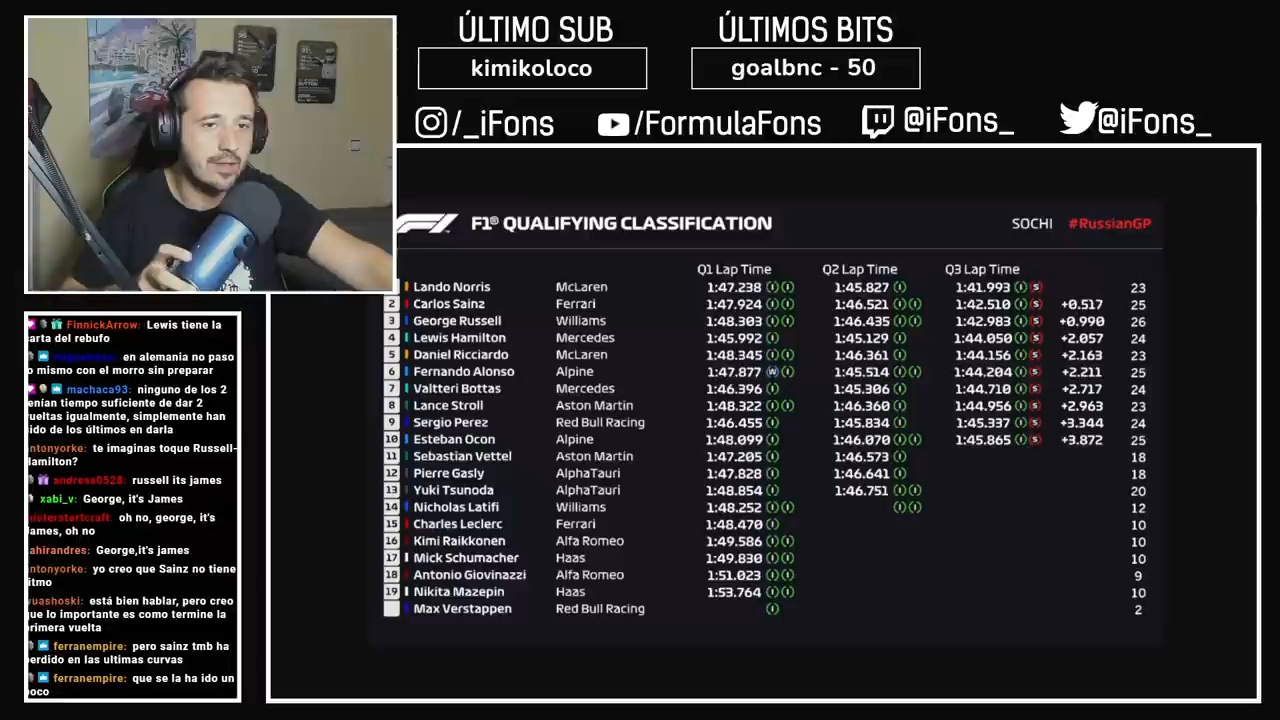 ÚLTIMO SUB
kimikoloco
ÚLTIMOS BITS
goalbnc - 50
/_iFons
/FormulaFons
@iFons_
@iFons_
F1® QUALIFYING CLASSIFICATION
SOCHI #RussianGP
Q1 Lap Time Q2 Lap Time Q3 Lap Time
Lando Norris McLaren 1:47.238 I I 1:45.827 I 1:41.993 I S 23
2 Carlos Sainz Ferrari 1:47.924 I I 1:46.521 I I 1:42.510 I S +0.517 25
3 George Russell Williams 1:48.303 I I 1:46.435 I I 1:42.983 I S +0.990 26
4 Lewis Hamilton Mercedes 1:45.992 I 1:45.129 I 1:44.050 I S +2.057 24
5 Daniel Ricciardo McLaren 1:48.345 I I 1:46.361 I 1:44.156 I S +2.163 23
6 Fernando Alonso Alpine 1:47.877 W I 1:45.514 I I 1:44.204 I S +2.211 25
7 Valtteri Bottas Mercedes 1:46.396 I 1:45.306 I 1:44.710 I S +2.717 24
8 Lance Stroll Aston Martin 1:48.322 I I 1:46.360 I 1:44.956 I S +2.963 23
9 Sergio Perez Red Bull Racing 1:46.455 I 1:45.834 I 1:45.337 I S +3.344 24
10 Esteban Ocon Alpine 1:48.099 I 1:46.070 I I 1:45.865 I S +3.872 25
11 Sebastian Vettel Aston Martin 1:47.205 I 1:46.573 I 18
12 Pierre Gasly AlphaTauri 1:47.828 I 1:46.641 I 18
13 Yuki Tsunoda AlphaTauri 1:48.854 I 1:46.751 I I 20
14 Nicholas Latifi Williams 1:48.252 I I I I 12
15 Charles Leclerc Ferrari 1:48.470 I 10
16 Kimi Raikkonen Alfa Romeo 1:49.586 I I 10
17 Mick Schumacher Haas 1:49.830 I I 10
18 Antonio Giovinazzi Alfa Romeo 1:51.023 I I 9
19 Nikita Mazepin Haas 1:53.764 I I 10
Max Verstappen Red Bull Racing I 2
FinnickArrow: Lewis tiene la
carta del rebufo
en alemania no paso
o mismo con el morro sin preparar
machaca93: ninguno de los 2
enían tiempo suficiente de dar 2
vueltas igualmente, simplemente han
sido de los últimos en darla
antonyorke: te imaginas toque Russell-
Hamilton?
andress0528: russell its james
xabi_v: George, it's James
misterstartcraft: oh no, george, it's
James, oh no
ahirandres: George,it's james
antonyorke: yo creo que Sainz no tiene
ritmo
uashoski: está bien hablar, pero creo
que lo importante es como termine la
primera vuelta
ferranempire: pero sainz tmb ha
perdido en las ultimas curvas
ferranempire: que se la ha ido un
poco